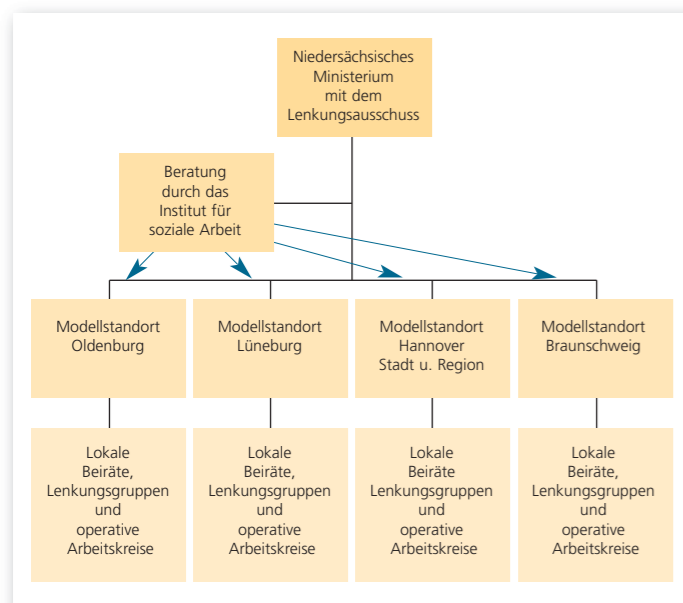 Niedersächsisches
Ministerium
mit dem
Lenkungsausschuss
Beratung
durch das
Institut für
soziale Arbeit
Modellstandort
Oldenburg
Modellstandort
Lüneburg
Modellstandort
Hannover
Stadt u. Region
Modellstandort
Braunschweig
Lokale
Beiräte,
Lenkungsgruppen
und
operative
Arbeitskreise
Lokale
Beiräte,
Lenkungsgruppen
und
operative
Arbeitskreise
Lokale
Beiräte
Lenkungsgruppen
und
operative
Arbeitskreise
Lokale
Beiräte,
Lenkungsgruppen
und
operative
Arbeitskreise